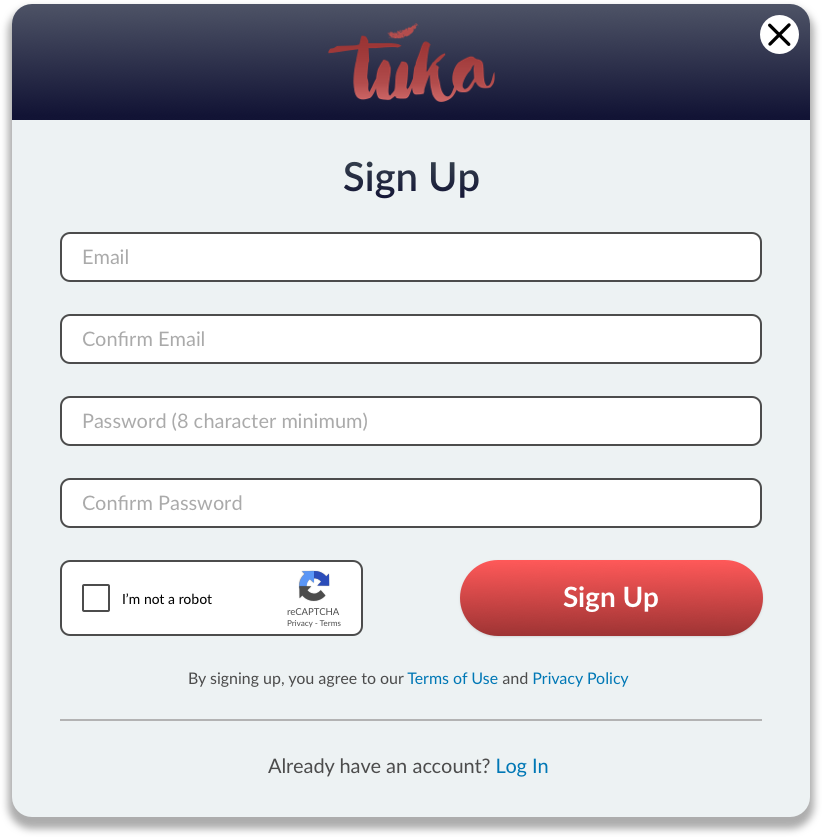 tuka
Sign Up
Email
Confirm Email
Password (8 character minimum)
Confirm Password
I'm not a robot
reCAPTCHA
Privacy - Terms
Sign Up
By signing up, you agree to our Terms of Use and Privacy Policy
Already have an account? Log In